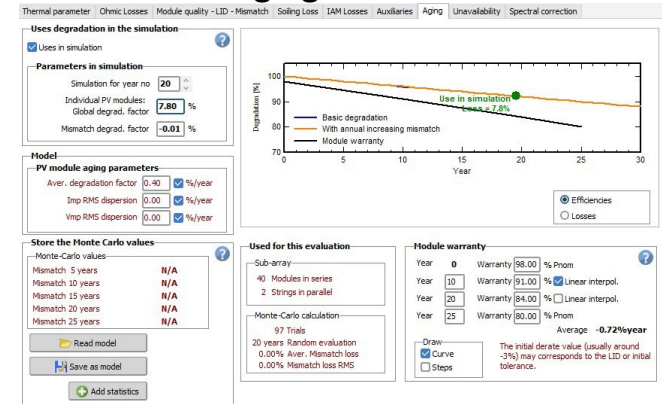 Thermal parameter Ohmic Losses Module quality - LID - Mismatch Soiling Loss IAM Losses Auxiliaries Aging Unavailability Spectral correction
Uses degradation in the simulation
Uses in simulation
Parameters in simulation
Simulation for year no 20
Individual PV modules:
Global degrad. factor 7.80 %
Mismatch degrad. factor -0.01 %
Model
PV module aging parameters
Aver. degradation factor 0.40 %/year
Imp RMS dispersion 0.00 %/year
Vmp RMS dispersion 0.00 %/year
Degradation [%]
100
90
80
70
0 5 10 15 20 25 30
Year
Use in simulation
Loss = 7.8%
Basic degradation
With annual increasing mismatch
Module warranty
Efficiencies
Losses
Store the Monte Carlo values
Monte-Carlo values
Mismatch 5 years N/A
Mismatch 10 years N/A
Mismatch 15 years N/A
Mismatch 20 years N/A
Mismatch 25 years N/A
Read model
Save as model
Add statistics
Used for this evaluation
Sub-array
40 Modules in series
2 Strings in parallel
Monte-Carlo calculation
97 Trials
20 years Random evaluation
0.00% Aver. Mismatch loss
0.00% Mismatch loss RMS
Module warranty
Year 0 Warranty 98.00 % Pnom
Year 10 Warranty 91.00 % Linear interpol.
Year 20 Warranty 84.00 % Linear interpol.
Year 25 Warranty 80.00 % Pnom
Average -0.72%year
Draw
Curve
Steps
The initial derate value (usually around
-3%) may corresponds to the LID or initial
tolerance.